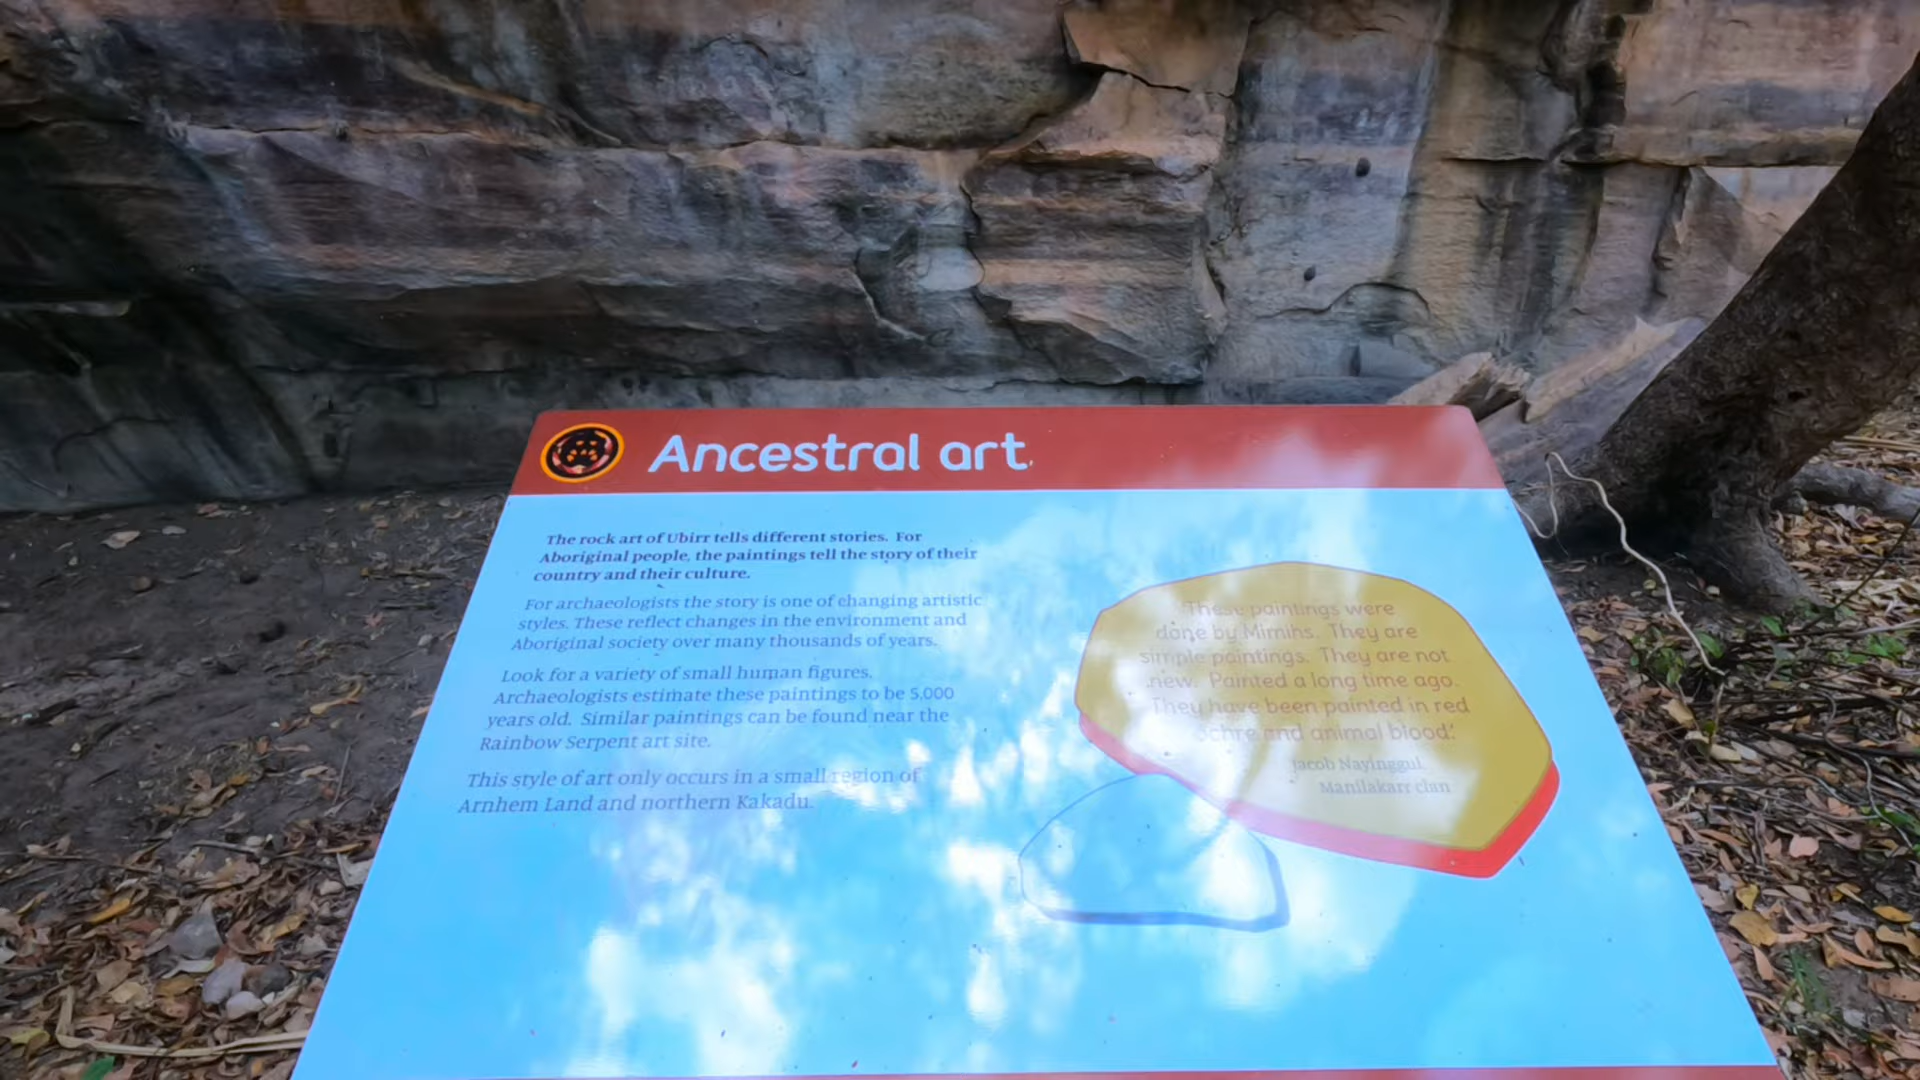 Ancestral art
The rock art of Ubirr tells different stories. For
Aboriginal people, the paintings tell the story of their
country and their culture.
For archaeologists the story is one of changing artistic
styles. These reflect changes in the environment and
Aboriginal society over many thousands of years.
Look for a variety of small human figures.
Archaeologists estimate these paintings to be 5,000
years old. Similar paintings can be found near the
Rainbow Serpent art site.
This style of art only occurs in a small region of
Arnhem Land and northern Kakadu.
'These paintings were
done by Mimihs. They are
simple paintings. They are not
new. Painted a long time ago.
They have been painted in red
ochre and animal blood.'
Jacob Nayinggul
Manilakarr clan